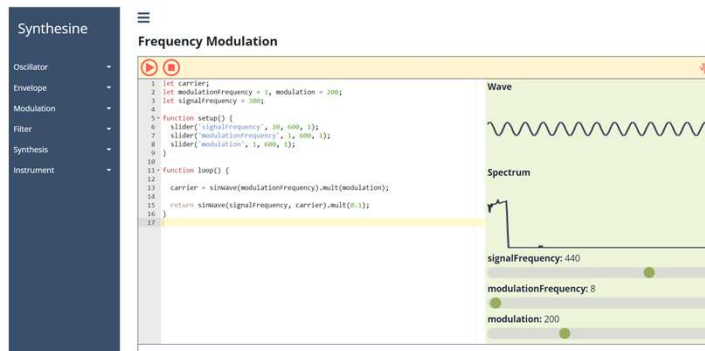 Synthesine
Oscillator
Envelope
Modulation
Filter
Synthesis
Instrument
Frequency Modulation
1 let carrier;
2 let modulationFrequency = 1, modulation = 200;
3 let signalFrequency = 300;
4
5 function setup() {
6 slider('signalFrequency', 20, 600, 1);
7 slider('modulationFrequency', 1, 600, 1);
8 slider('modulation', 1, 600, 1);
9 }
10
11 function loop() {
12
13 carrier = sinWave(modulationFrequency).mult(modulation);
14
15 return sinWave(signalFrequency, carrier).mult(0.1);
16 }
17
Wave
Spectrum
signalFrequency: 440
modulationFrequency: 8
modulation: 200